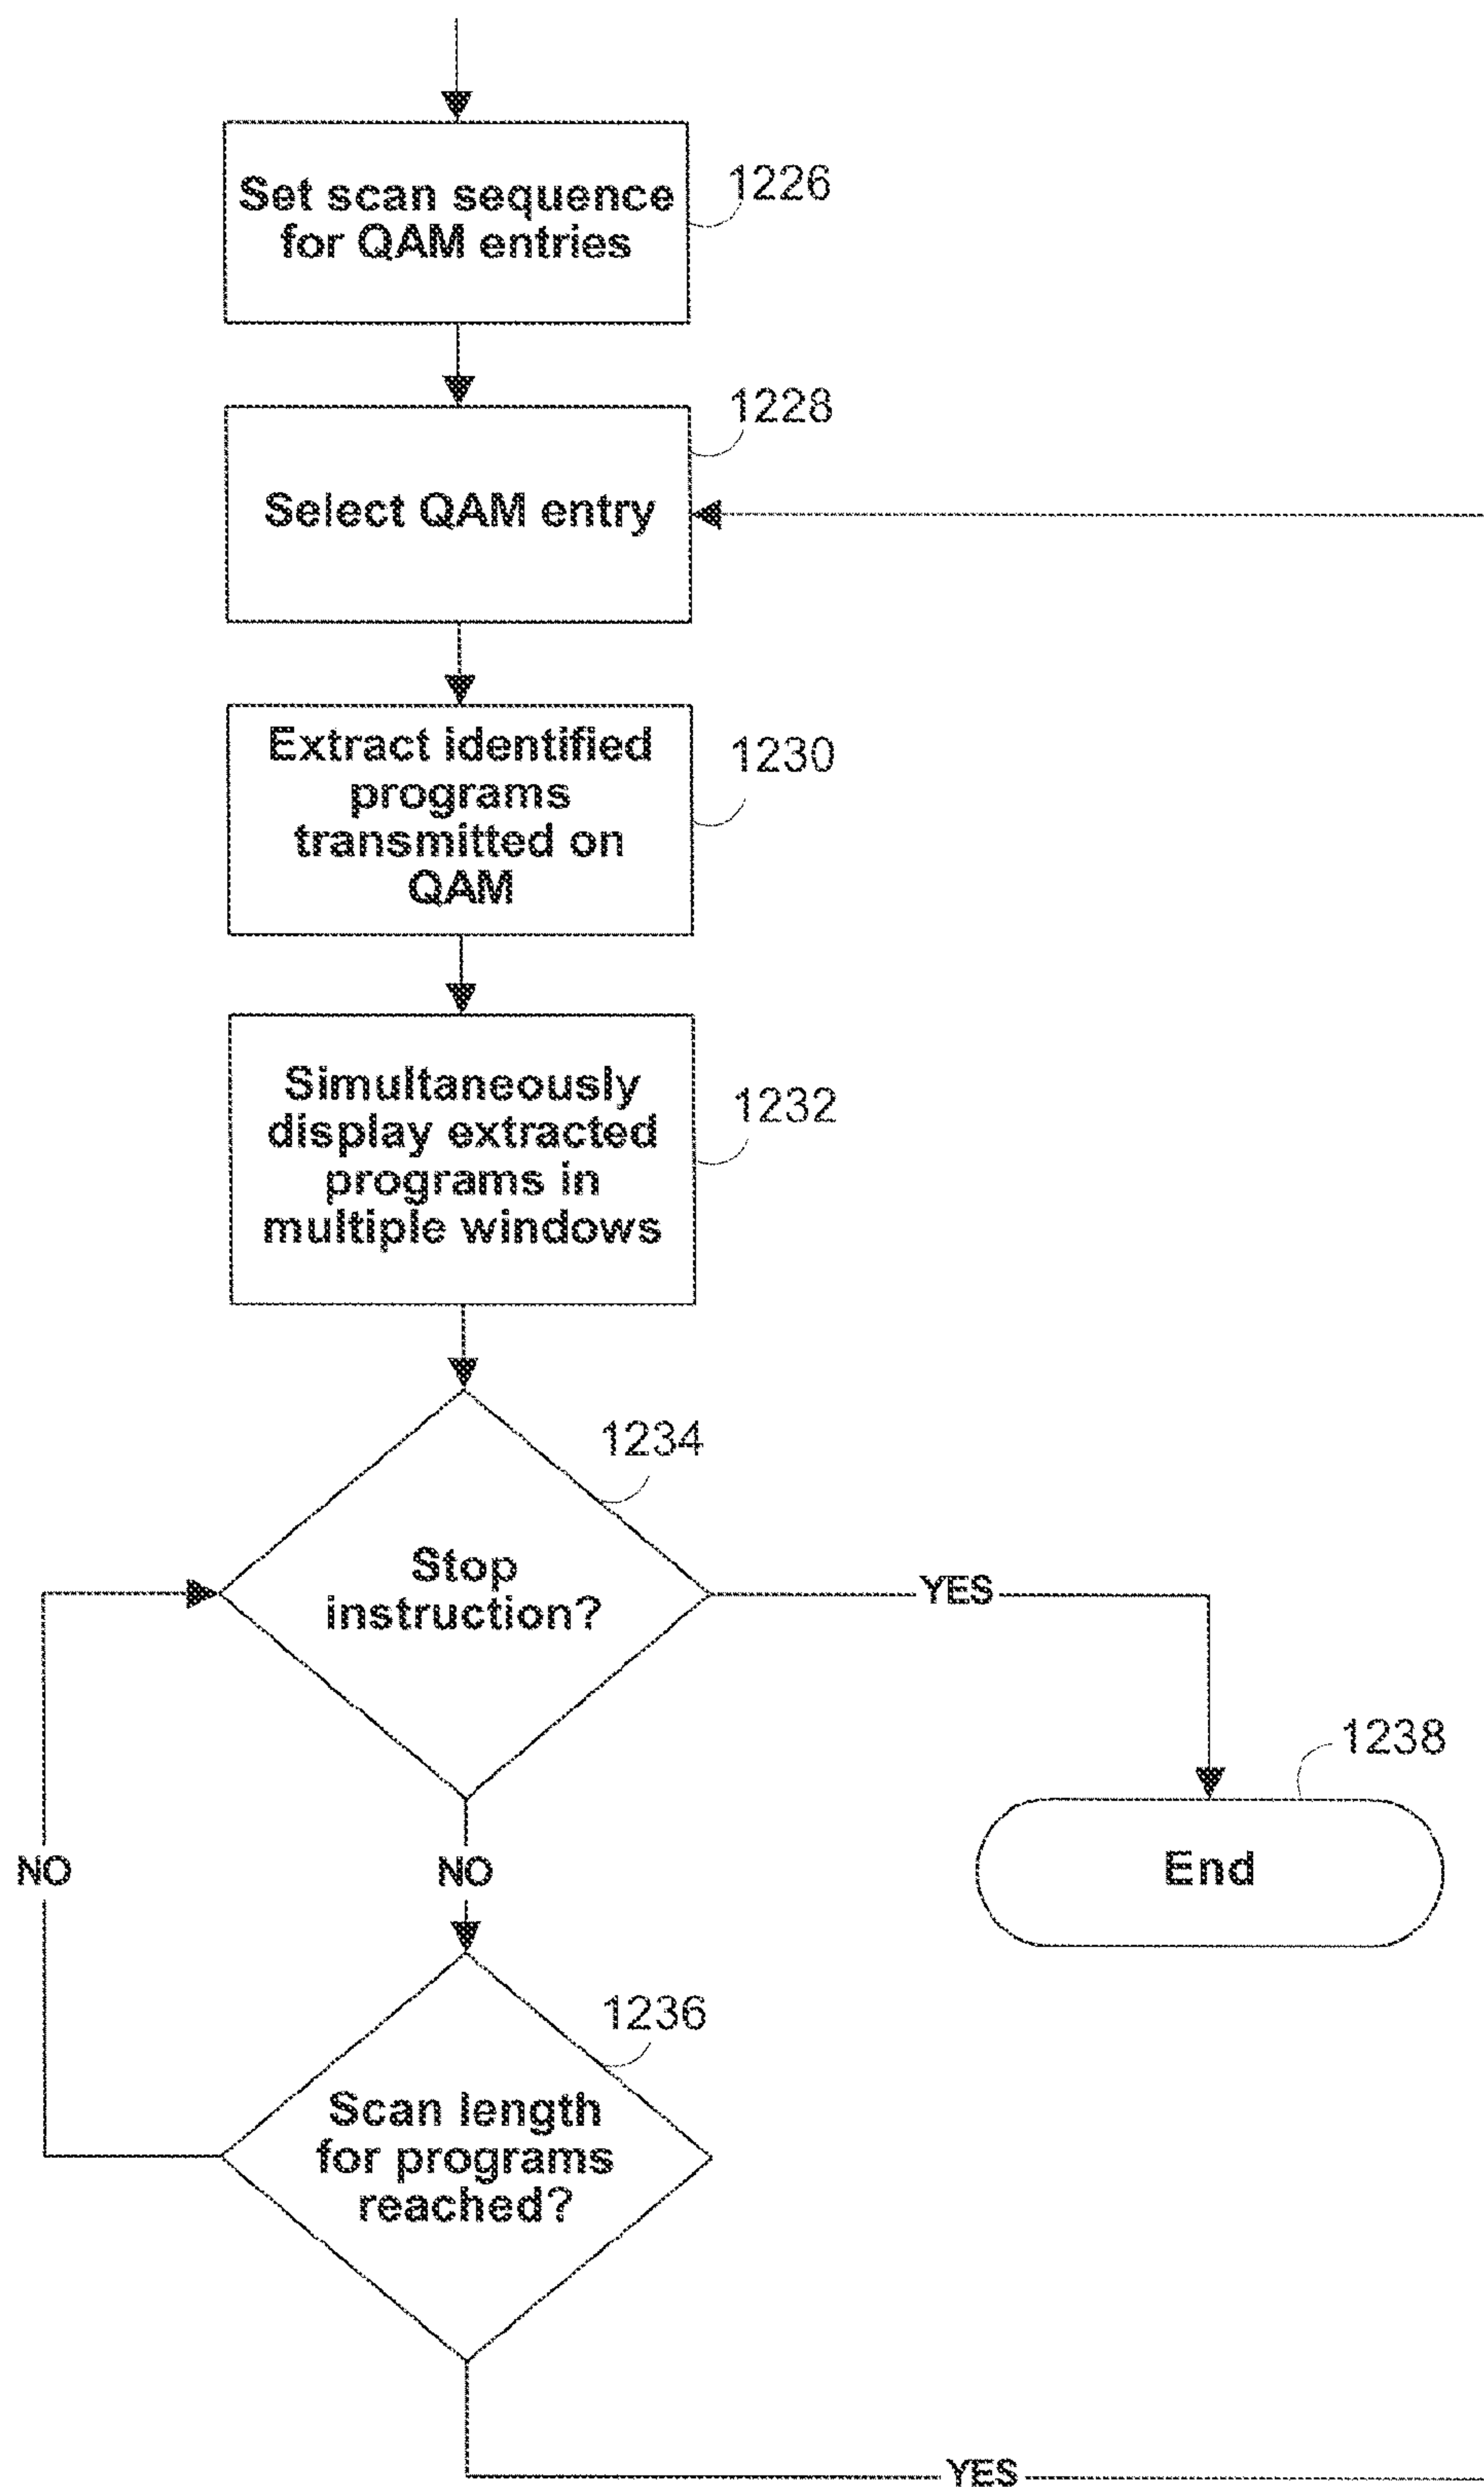 Set scan sequence
for QAM entries
1226
1228
Select QAM entry
Extract identified
programs
transmitted on
QAM
1230
Simultaneously
display extracted
programs in
multiple windows
1232
1234
Stop
instruction?
YES
1238
End
NO
NO
1236
Scan length
for programs
reached?
YES